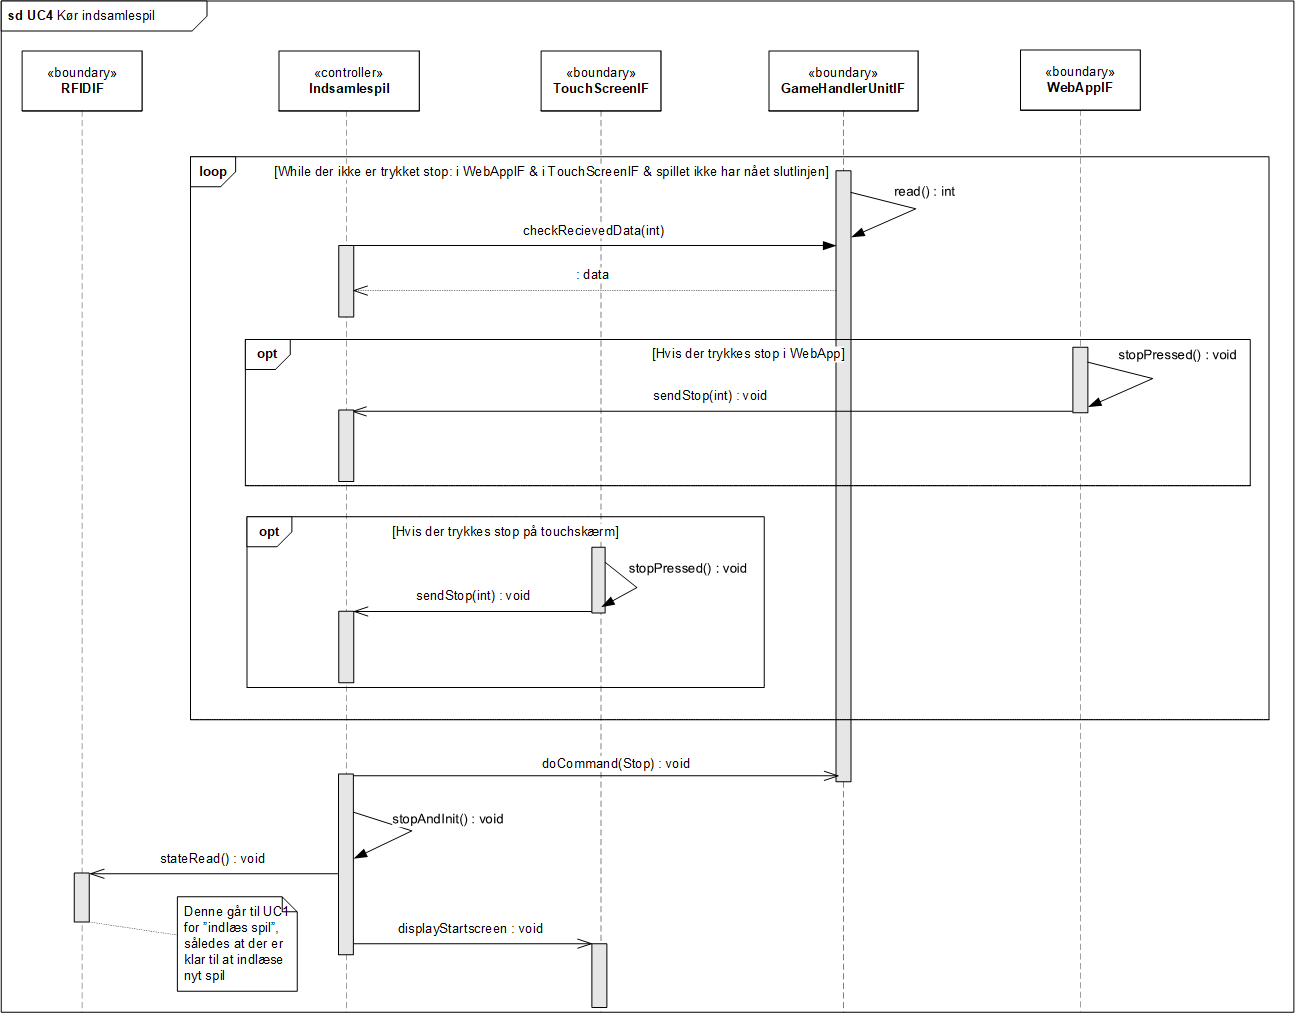 sd UC4 Kør indsamlespil
«boundary»
RFIDIF
«controller»
Indsamlespil
«boundary»
TouchScreenIF
«boundary»
GameHandlerUnitIF
«boundary»
WebAppIF
loop
[While der ikke er trykket stop: i WebAppIF & i TouchScreenIF & spillet ikke har nået slutlinjen]
read() : int
checkRecievedData(int)
: data
opt
[Hvis der trykkes stop i WebApp]
stopPressed() : void
sendStop(int) : void
opt
[Hvis der trykkes stop på touchskærm]
stopPressed() : void
sendStop(int) : void
doCommand(Stop) : void
stopAndInit() : void
stateRead() : void
Denne går til UC1
for ”indlæs spil”,
således at der er
klar til at indlæse
nyt spil
displayStartscreen : void